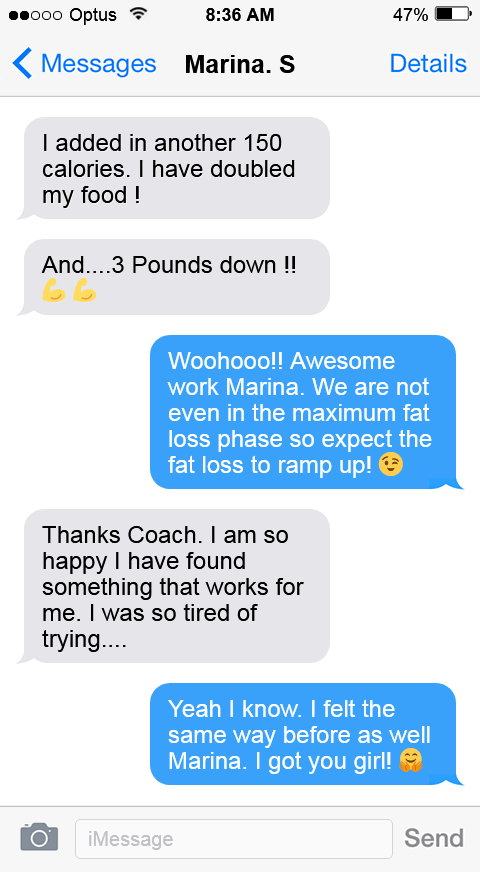 Optus 8:36 AM 47%
Messages Marina. S Details
I added in another 150
calories. I have doubled
my food !
And....3 Pounds down !!
💪💪
Woohooo!! Awesome
work Marina. We are not
even in the maximum fat
loss phase so expect the
fat loss to ramp up! 😉
Thanks Coach. I am so
happy I have found
something that works for
me. I was so tired of
trying....
Yeah I know. I felt the
same way before as well
Marina. I got you girl! 🤗
iMessage Send